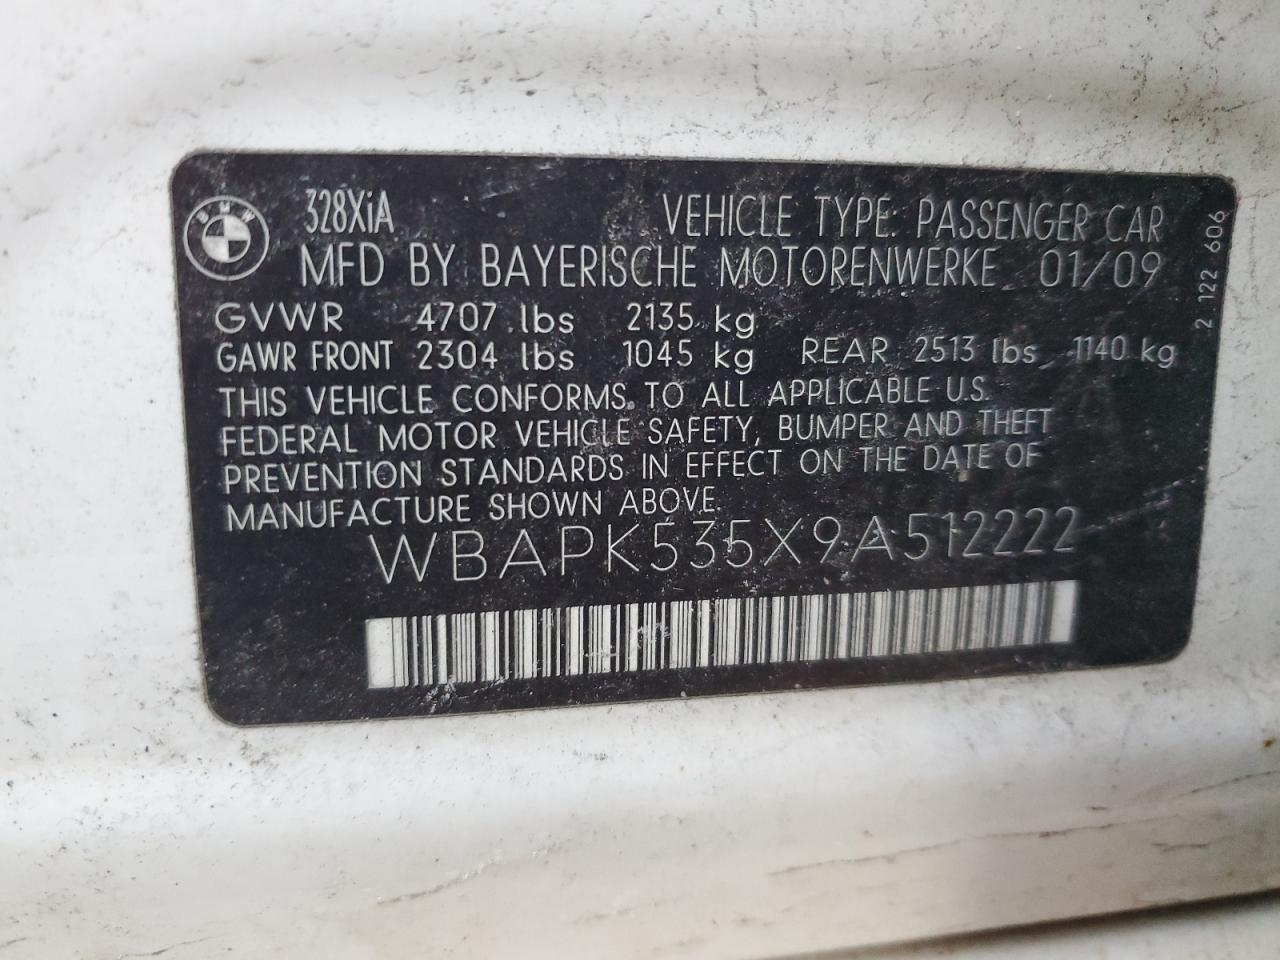 BMW
328XiA VEHICLE TYPE: PASSENGER CAR
MFD BY BAYERISCHE MOTORENWERKE 01/09
GVWR 4707 lbs 2135 kg
GAWR FRONT 2304 lbs 1045 kg REAR 2513 lbs 1140 kg
THIS VEHICLE CONFORMS TO ALL APPLICABLE U.S.
FEDERAL MOTOR VEHICLE SAFETY, BUMPER AND THEFT
PREVENTION STANDARDS IN EFFECT ON THE DATE OF
MANUFACTURE SHOWN ABOVE.
WBAPK535X9A512222
2 122 606